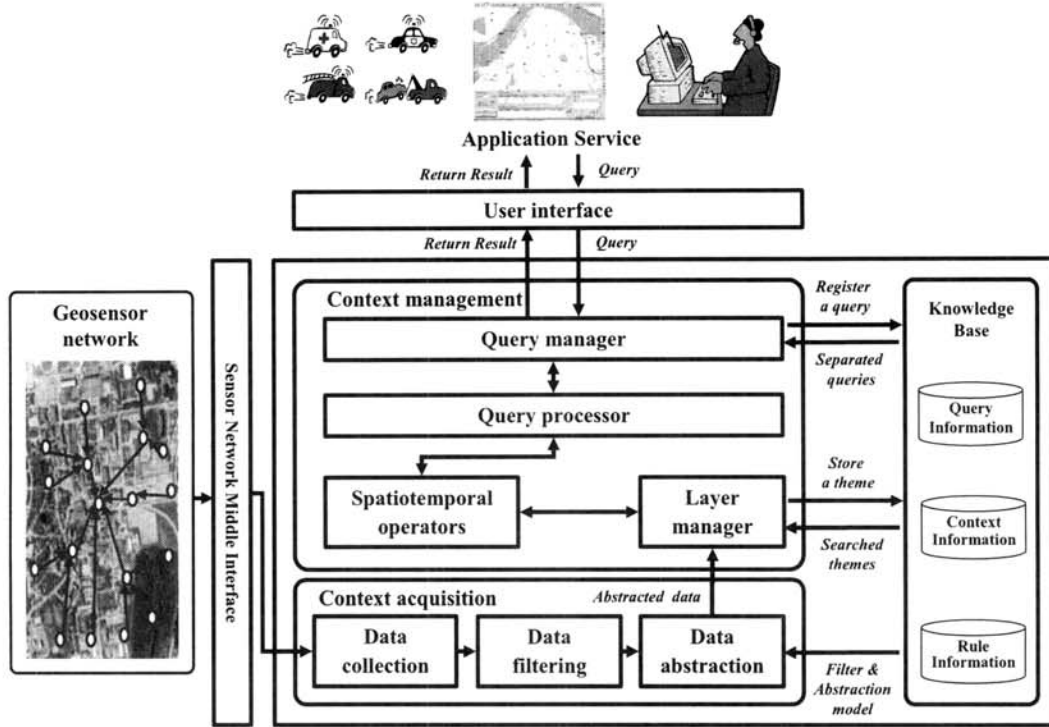 Application Service
Return Result
Query
User interface
Return Result
Query
Geosensor
network
Sensor Network Middle Interface
Context management
Query manager
Query processor
Spatiotemporal
operators
Layer
manager
Register
a query
Separated
queries
Store
a theme
Searched
themes
Knowledge
Base
Query
Information
Context
Information
Rule
Information
Context acquisition
Abstracted data
Data
collection
Data
filtering
Data
abstraction
Filter &
Abstraction
model